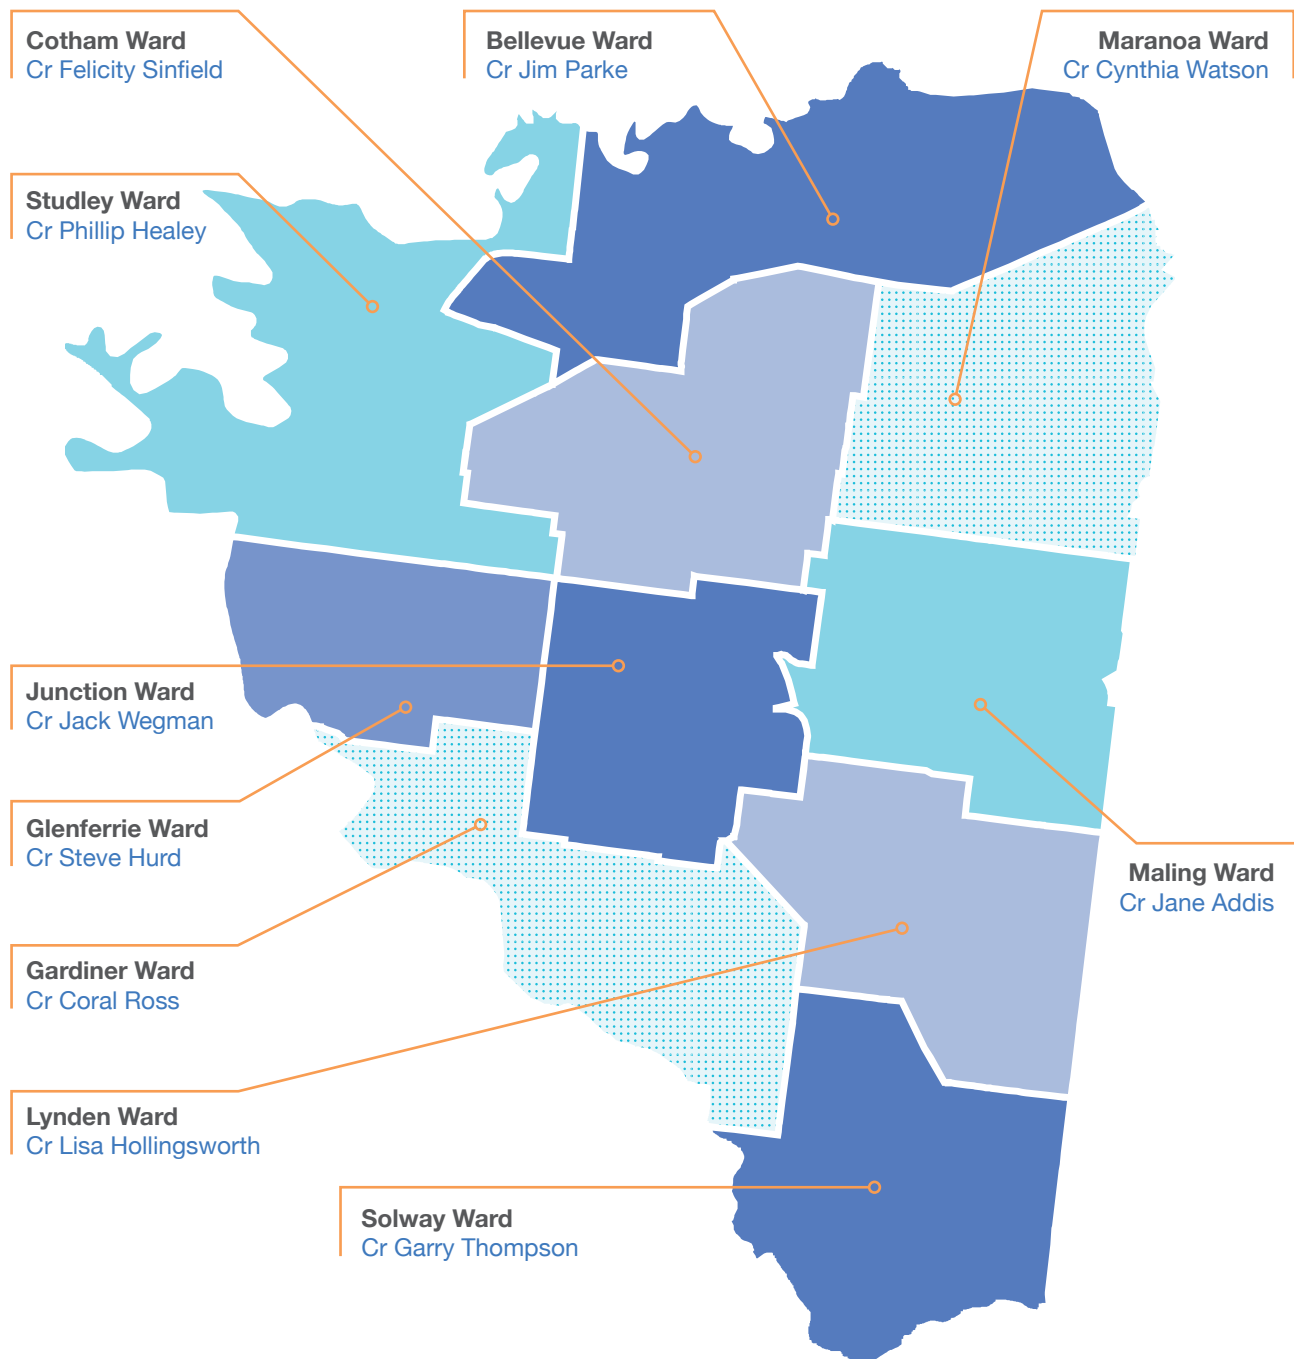 Cotham Ward
Cr Felicity Sinfield
Bellevue Ward
Cr Jim Parke
Maranoa Ward
Cr Cynthia Watson
Studley Ward
Cr Phillip Healey
Junction Ward
Cr Jack Wegman
Glenferrie Ward
Cr Steve Hurd
Maling Ward
Cr Jane Addis
Gardiner Ward
Cr Coral Ross
Lynden Ward
Cr Lisa Hollingsworth
Solway Ward
Cr Garry Thompson